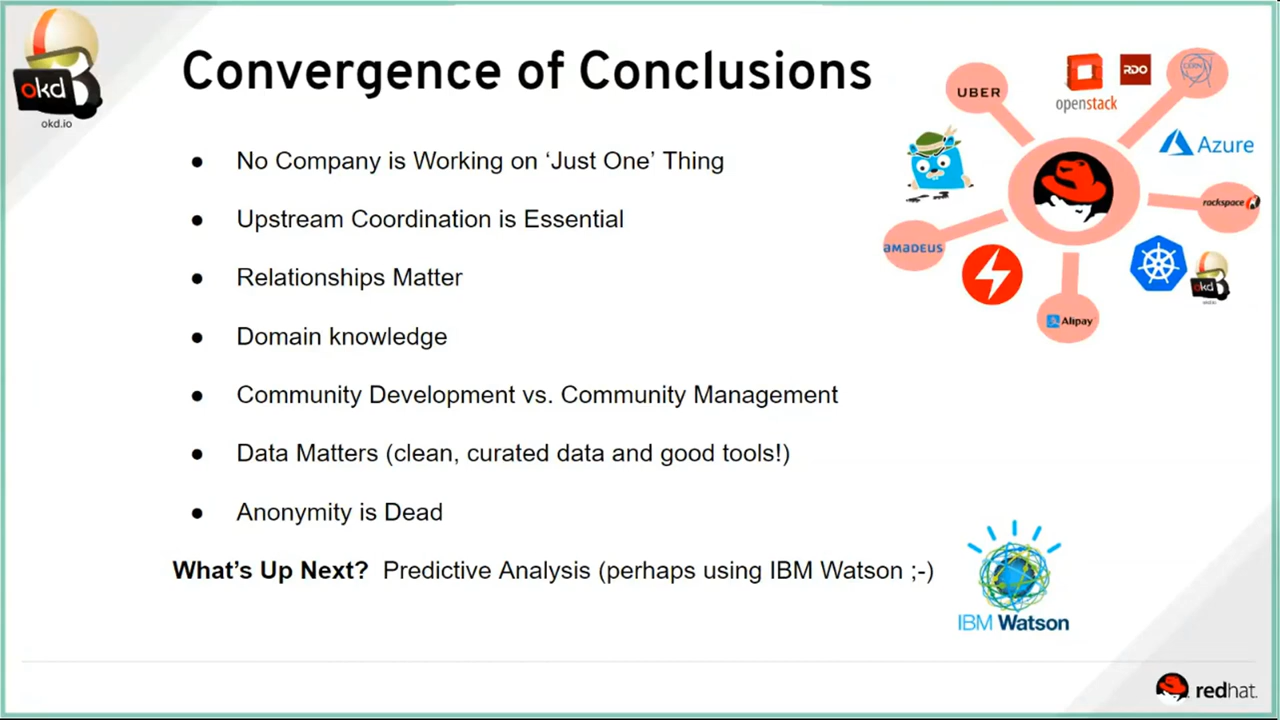 okd
okd.io
Convergence of Conclusions
● No Company is Working on ‘Just One’ Thing
● Upstream Coordination is Essential
● Relationships Matter
● Domain knowledge
● Community Development vs. Community Management
● Data Matters (clean, curated data and good tools!)
● Anonymity is Dead
What’s Up Next? Predictive Analysis (perhaps using IBM Watson ;-)
UBER
openstack
RDO
CERN
Azure
rackspace
amadeus
okd
Alipay
IBM Watson
redhat.